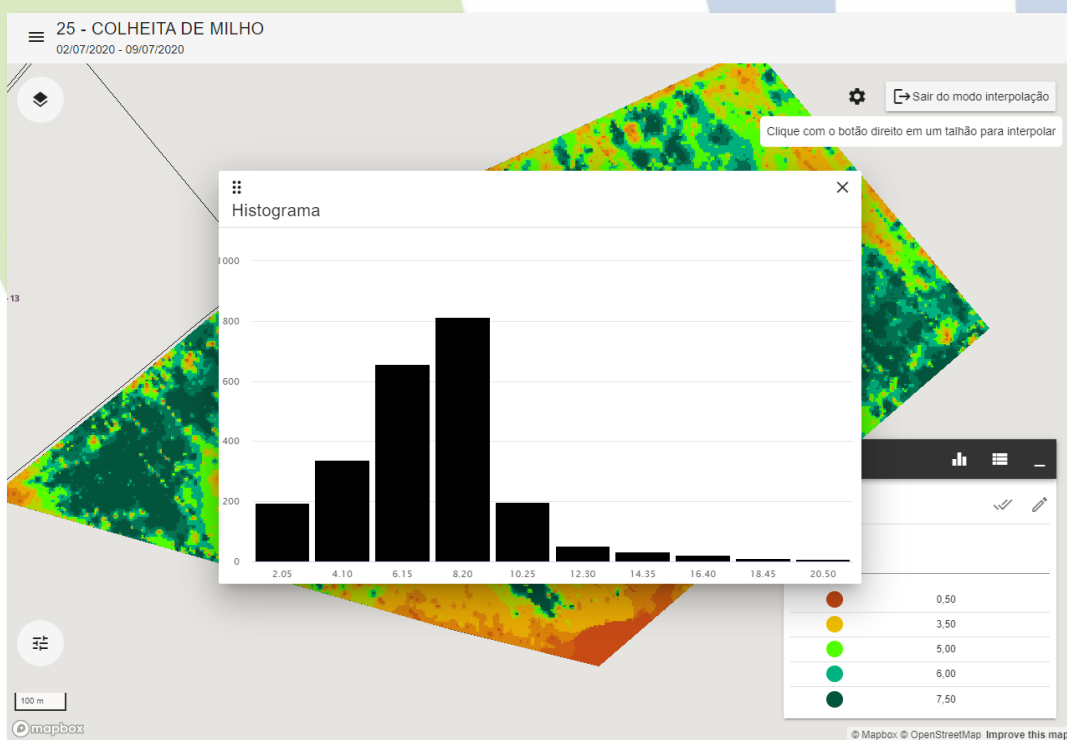 25 - COLHEITA DE MILHO
02/07/2020 - 09/07/2020
Sair do modo interpolação
Clique com o botão direito em um talhão para interpolar
Histograma
1000
800
600
400
200
0
2.05 4.10 6.15 8.20 10.25 12.30 14.35 16.40 18.45 20.50
13
0,50
3,50
5,00
6,00
7,50
100 m
mapbox
© Mapbox © OpenStreetMap Improve this map